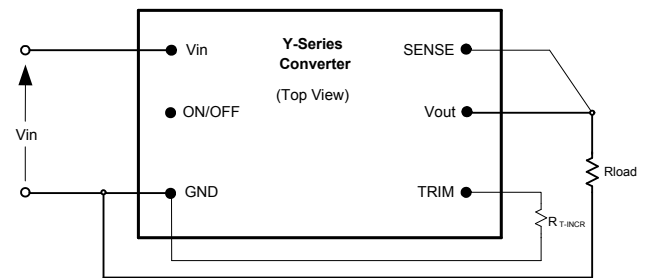 Y-Series
Converter
(Top View)
Vin
SENSE
ON/OFF
Vout
Vin
Rload
GND
TRIM
R T-INCR